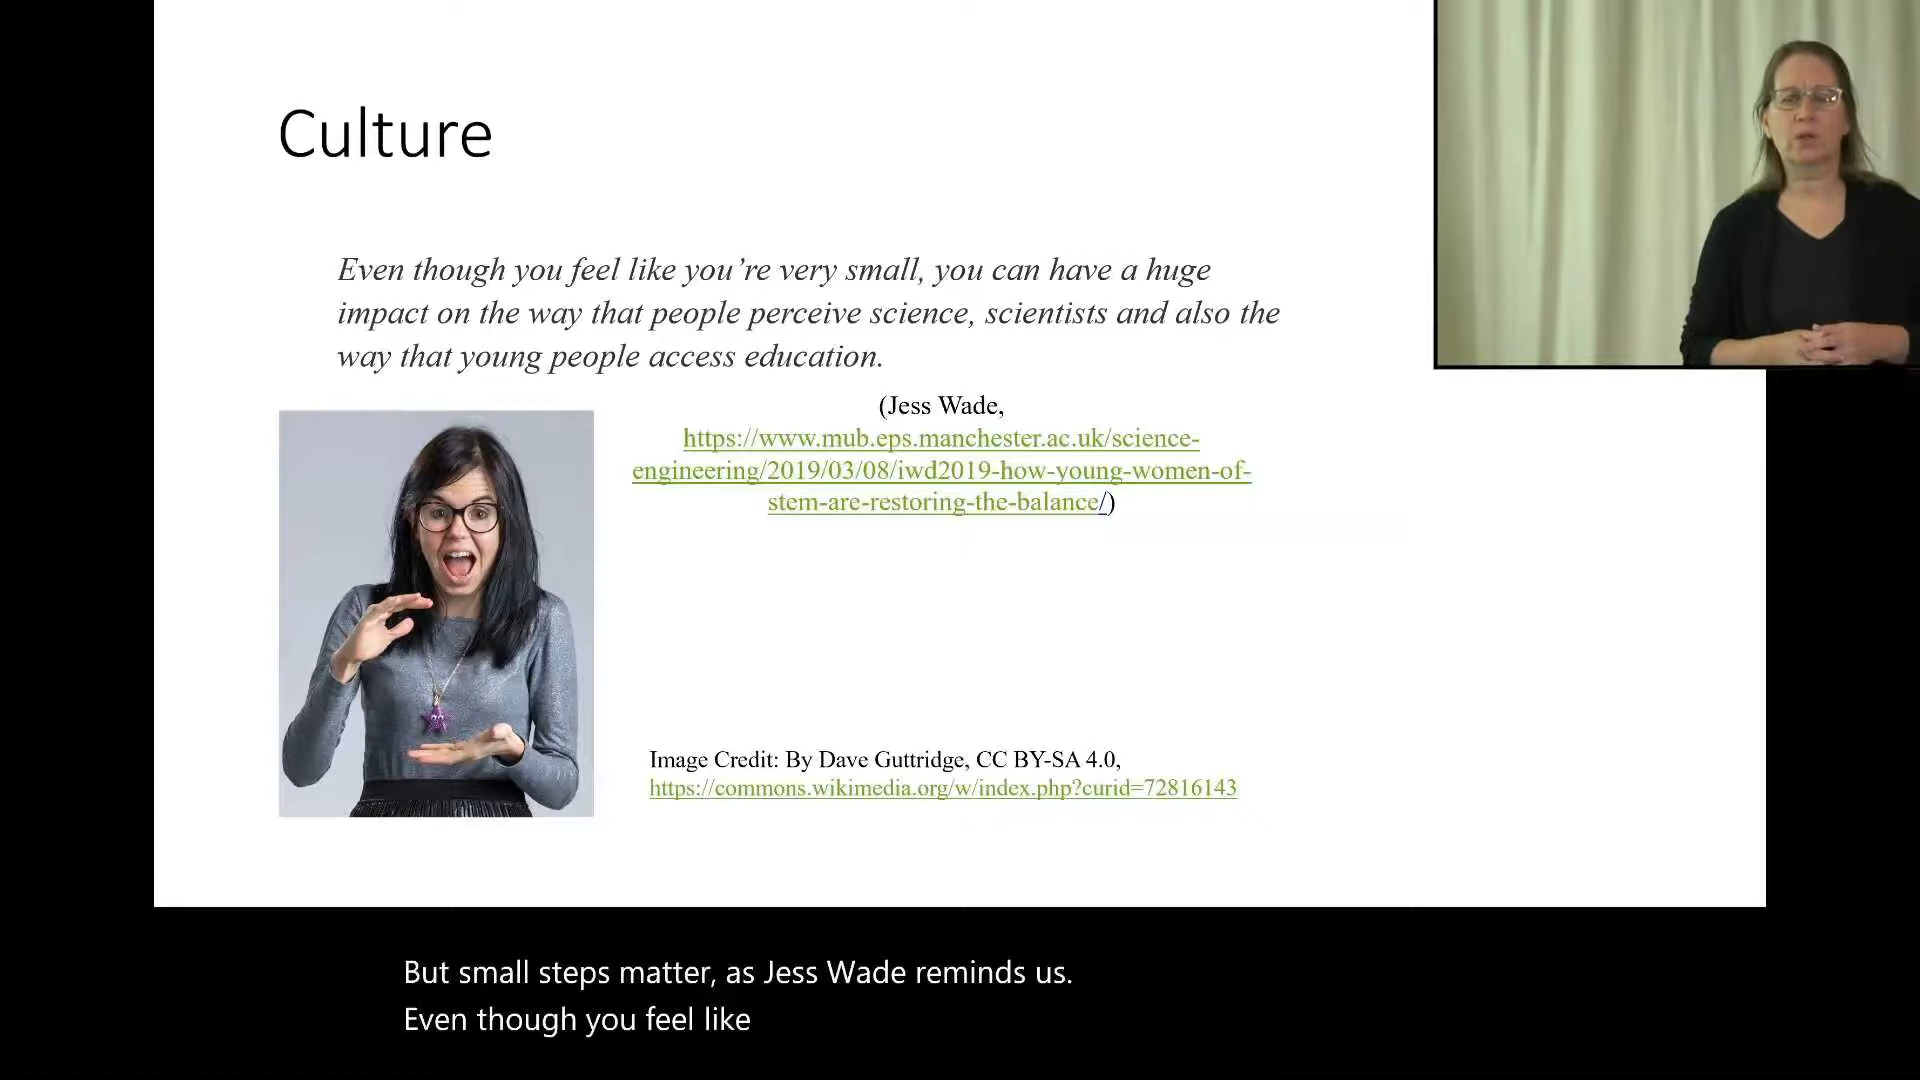 Culture
Even though you feel like you’re very small, you can have a huge
impact on the way that people perceive science, scientists and also the
way that young people access education.
(Jess Wade,
https://www.mub.eps.manchester.ac.uk/science-
engineering/2019/03/08/iwd2019-how-young-women-of-
stem-are-restoring-the-balance/)
Image Credit: By Dave Guttridge, CC BY-SA 4.0,
https://commons.wikimedia.org/w/index.php?curid=72816143
But small steps matter, as Jess Wade reminds us.
Even though you feel like